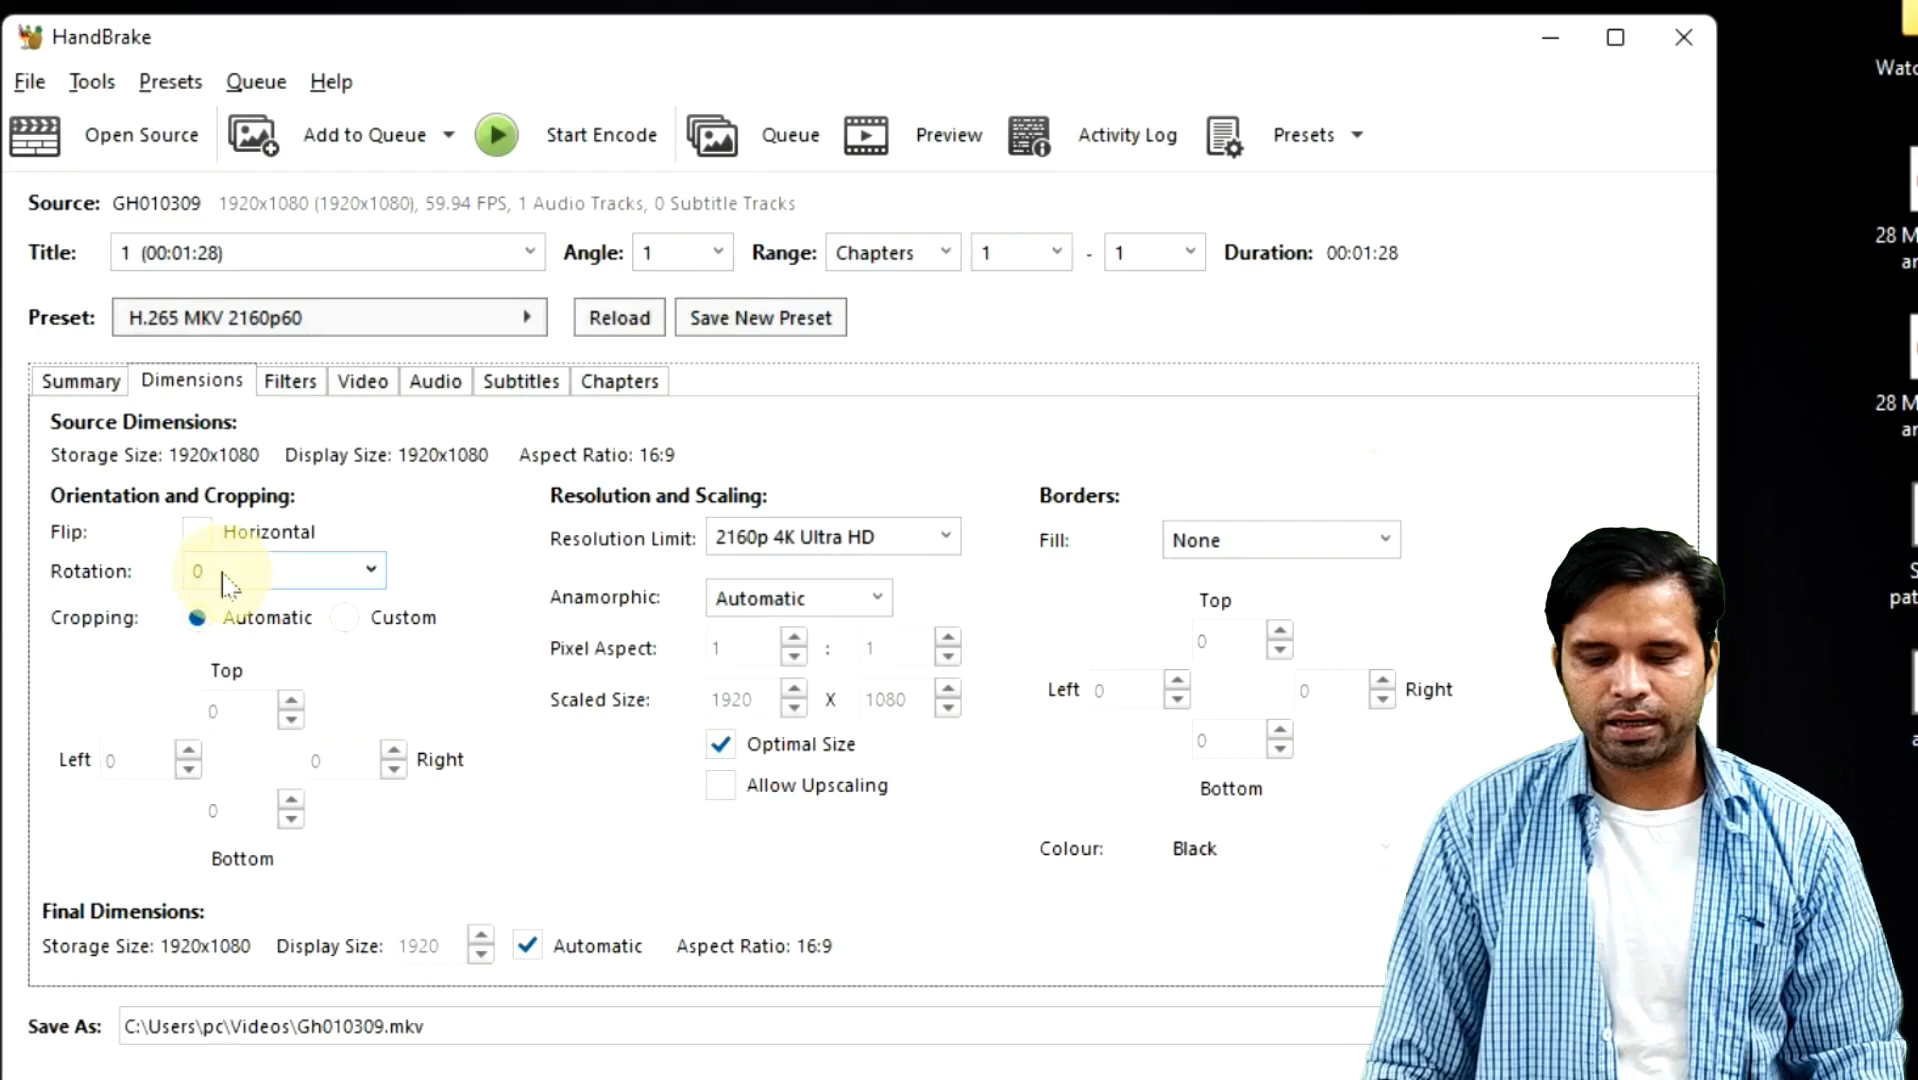 HandBrake
File Tools Presets Queue Help
Open Source Add to Queue Start Encode Queue Preview Activity Log Presets
Source: GH010309 1920x1080 (1920x1080), 59.94 FPS, 1 Audio Tracks, 0 Subtitle Tracks
Title: 1 (00:01:28) Angle: 1 Range: Chapters 1 - 1 Duration: 00:01:28
Preset: H.265 MKV 2160p60 Reload Save New Preset
Summary Dimensions Filters Video Audio Subtitles Chapters
Source Dimensions:
Storage Size: 1920x1080 Display Size: 1920x1080 Aspect Ratio: 16:9
Orientation and Cropping: Resolution and Scaling: Borders:
Flip: Horizontal
Resolution Limit: 2160p 4K Ultra HD Fill: None
Rotation: 0
Anamorphic: Automatic Top
Cropping: Automatic Custom
0
Pixel Aspect: 1 : 1
Top
Left 0 0 Right
Scaled Size: 1920 X 1080
0
0
Optimal Size
Left 0 0 Right
Allow Upscaling
Bottom
0
Bottom
Colour: Black
Final Dimensions:
Storage Size: 1920x1080 Display Size: 1920 Automatic Aspect Ratio: 16:9
Save As: C:\Users\pc\Videos\Gh010309.mkv
28 M
28 M